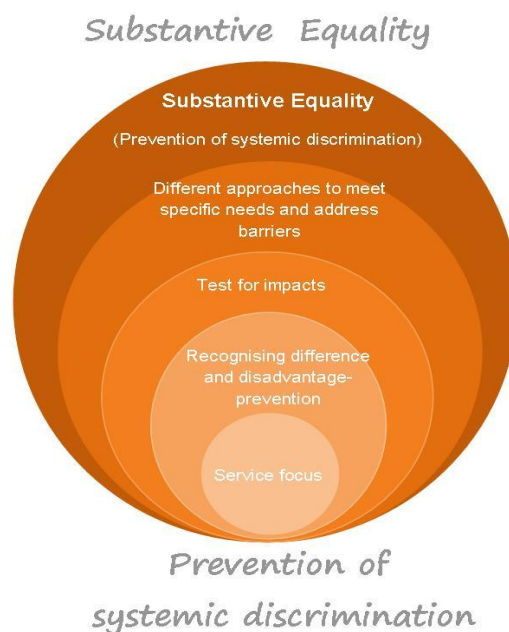 Substantive Equality
Substantive Equality
(Prevention of systemic discrimination)
Different approaches to meet
specific needs and address
barriers
Test for impacts
Recognising difference
and disadvantage-
prevention
Service focus
Prevention of
systemic discrimination